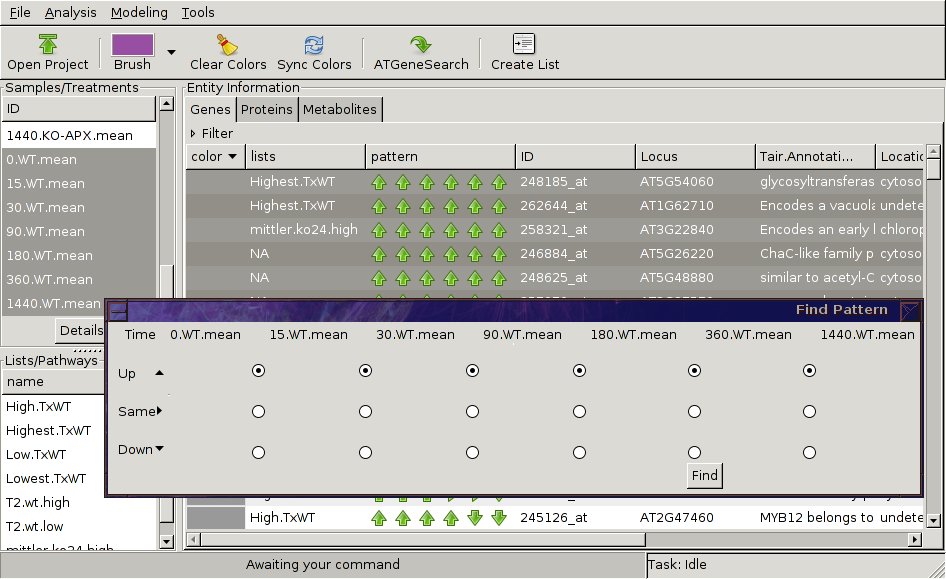 File Analysis Modeling Tools
Open Project Brush Clear Colors Sync Colors ATGeneSearch Create List
Samples/Treatments
ID
1440.KO-APX.mean
0.WT.mean
15.WT.mean
30.WT.mean
90.WT.mean
180.WT.mean
360.WT.mean
1440.WT.mean
Details
Lists/Pathways
name
High.TxWT
Highest.TxWT
Low.TxWT
Lowest.TxWT
T2.wt.high
T2.wt.low
mittler.ko24.high
Entity Information
Genes Proteins Metabolites
Filter
color lists pattern ID Locus Tair.Annotati... Locatio
Highest.TxWT 248185_at AT5G54060 glycosyltransferas cytoso
Highest.TxWT 262644_at AT1G62710 Encodes a vacuola undete
mittler.ko24.high 258321_at AT3G22840 Encodes an early l chlorop
NA 246884_at AT5G26220 ChaC-like family p cytoso
NA 248625_at AT5G48880 similar to acetyl-C cytoso
Find Pattern
Time 0.WT.mean 15.WT.mean 30.WT.mean 90.WT.mean 180.WT.mean 360.WT.mean 1440.WT.mean
Up
Same
Down
Find
High.TxWT 245126_at AT2G47460 MYB12 belongs to undete
Awaiting your command
Task: Idle